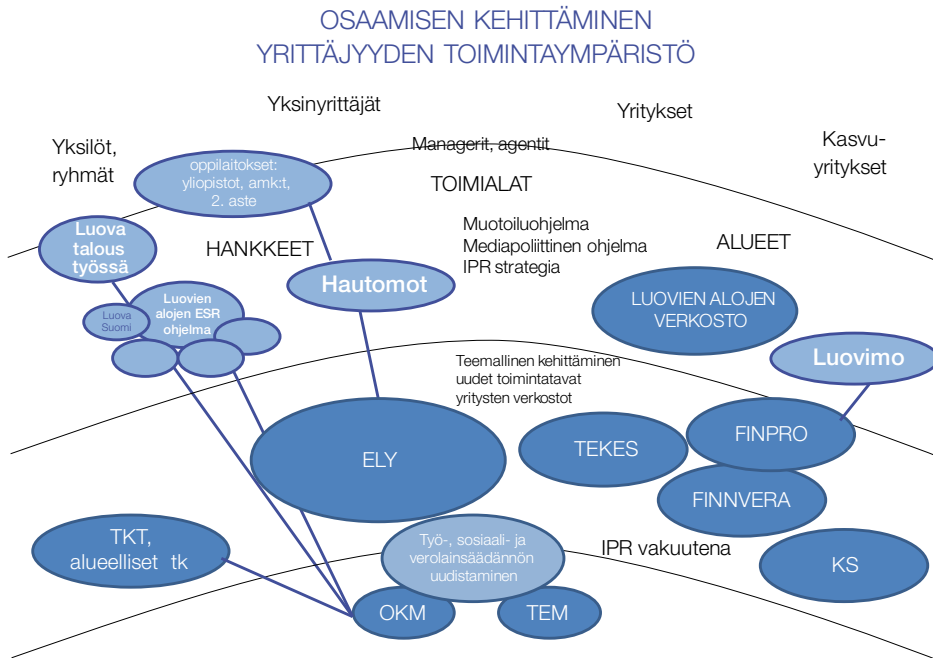 OSAAMISEN KEHITTÄMINEN
YRITTÄJYYDEN TOIMINTAYMPÄRISTÖ
Yksinyrittäjät
Yritykset
Yksilöt,
ryhmät
Managerit, agentit
Kasvu-
yritykset
oppilaitokset:
yliopistot, amk:t,
2. aste
TOIMIALAT
Luova
talous
työssä
HANKKEET
Muotoiluohjelma
Mediapoliittinen ohjelma
IPR strategia
ALUEET
Hautomot
Luova
Suomi
Luovien
alojen ESR
ohjelma
LUOVIEN ALOJEN
VERKOSTO
Luovimo
Teemallinen kehittäminen
uudet toimintatavat
yritysten verkostot
ELY
TEKES
FINPRO
FINNVERA
TKT,
alueelliset tk
Työ-, sosiaali- ja
verolainsäädännön
uudistaminen
IPR vakuutena
KS
OKM
TEM